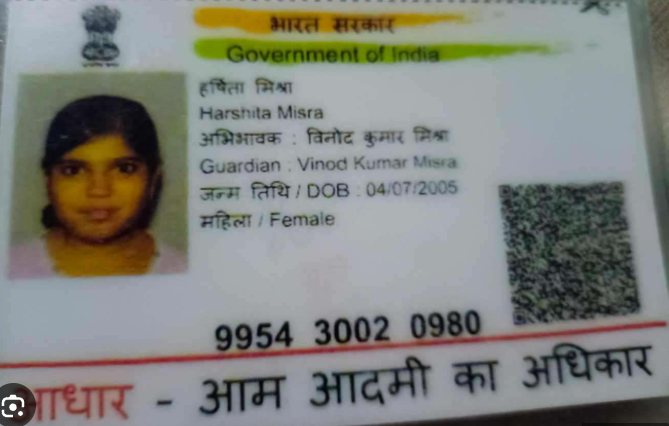 भारत सरकार
Government of India
हर्षिता मिश्रा
Harshita Misra
अभिभावक : विनोद कुमार मिश्रा
Guardian : Vinod Kumar Misra
जन्म तिथि / DOB : 04/07/2005
महिला / Female
9954 3002 0980
आधार - आम आदमी का अधिकार